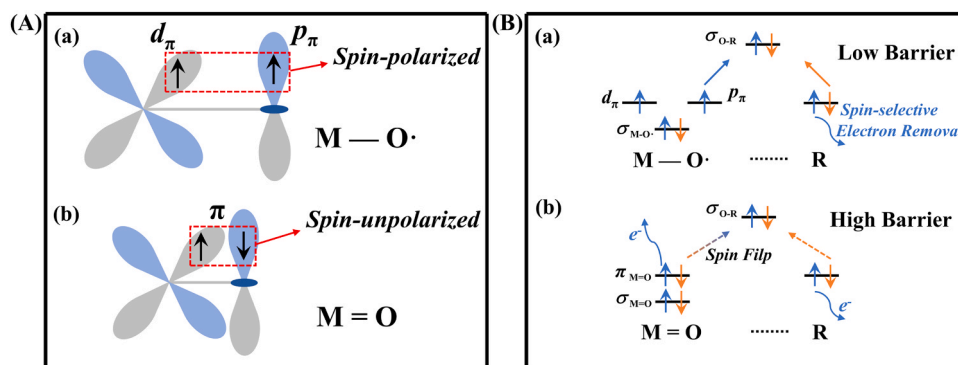 (A)
(a)
dπ
pπ
Spin-polarized
M — O·
(b)
π
Spin-unpolarized
M = O
(B)
(a)
σO-R
Low Barrier
dπ
pπ
σM-O·
Spin-selective
Electron Remova
M — O· ........ R
(b)
σO-R
High Barrier
e-
Spin Filp
πM=O
σM=O
e-
M = O ........ R